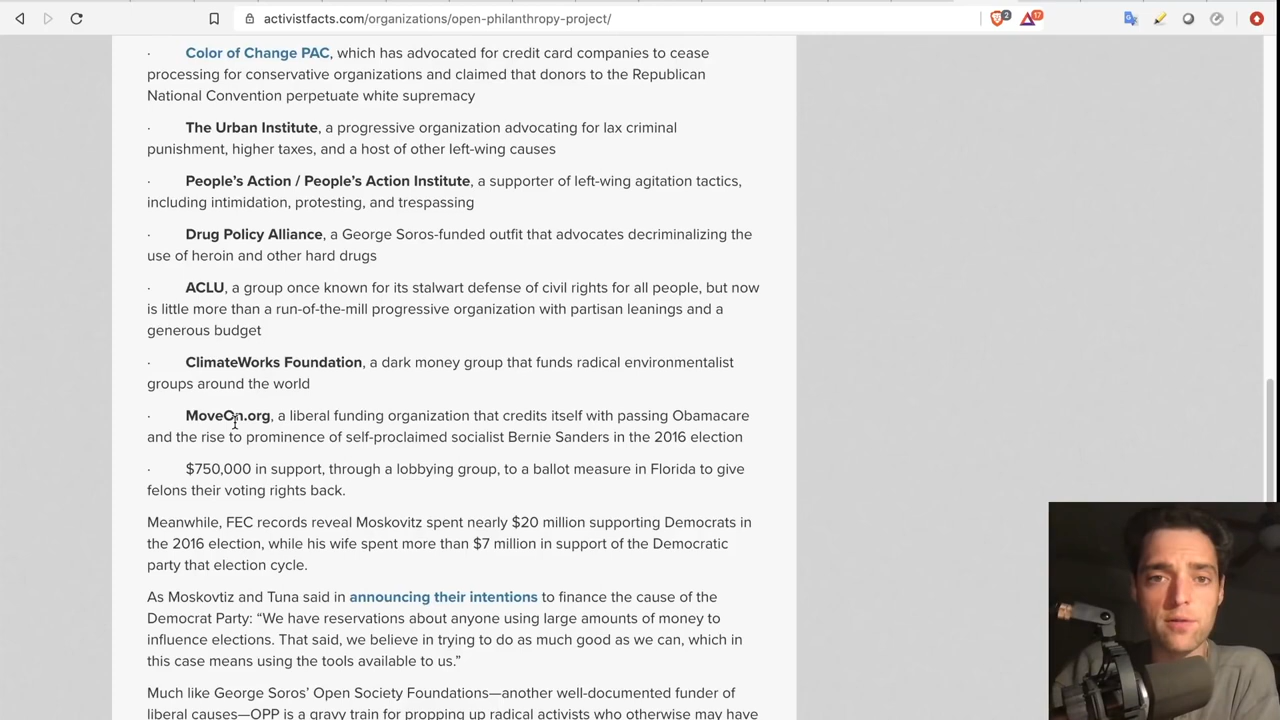 activistfacts.com/organizations/open-philanthropy-project/
2
17
· Color of Change PAC, which has advocated for credit card companies to cease
processing for conservative organizations and claimed that donors to the Republican
National Convention perpetuate white supremacy
· The Urban Institute, a progressive organization advocating for lax criminal
punishment, higher taxes, and a host of other left-wing causes
· People’s Action / People’s Action Institute, a supporter of left-wing agitation tactics,
including intimidation, protesting, and trespassing
· Drug Policy Alliance, a George Soros-funded outfit that advocates decriminalizing the
use of heroin and other hard drugs
· ACLU, a group once known for its stalwart defense of civil rights for all people, but now
is little more than a run-of-the-mill progressive organization with partisan leanings and a
generous budget
· ClimateWorks Foundation, a dark money group that funds radical environmentalist
groups around the world
· MoveOn.org, a liberal funding organization that credits itself with passing Obamacare
and the rise to prominence of self-proclaimed socialist Bernie Sanders in the 2016 election
· $750,000 in support, through a lobbying group, to a ballot measure in Florida to give
felons their voting rights back.
Meanwhile, FEC records reveal Moskovitz spent nearly $20 million supporting Democrats in
the 2016 election, while his wife spent more than $7 million in support of the Democratic
party that election cycle.
As Moskovtiz and Tuna said in announcing their intentions to finance the cause of the
Democrat Party: “We have reservations about anyone using large amounts of money to
influence elections. That said, we believe in trying to do as much good as we can, which in
this case means using the tools available to us.”
Much like George Soros’ Open Society Foundations—another well-documented funder of
liberal causes—OPP is a gravy train for propping up radical activists who otherwise may have